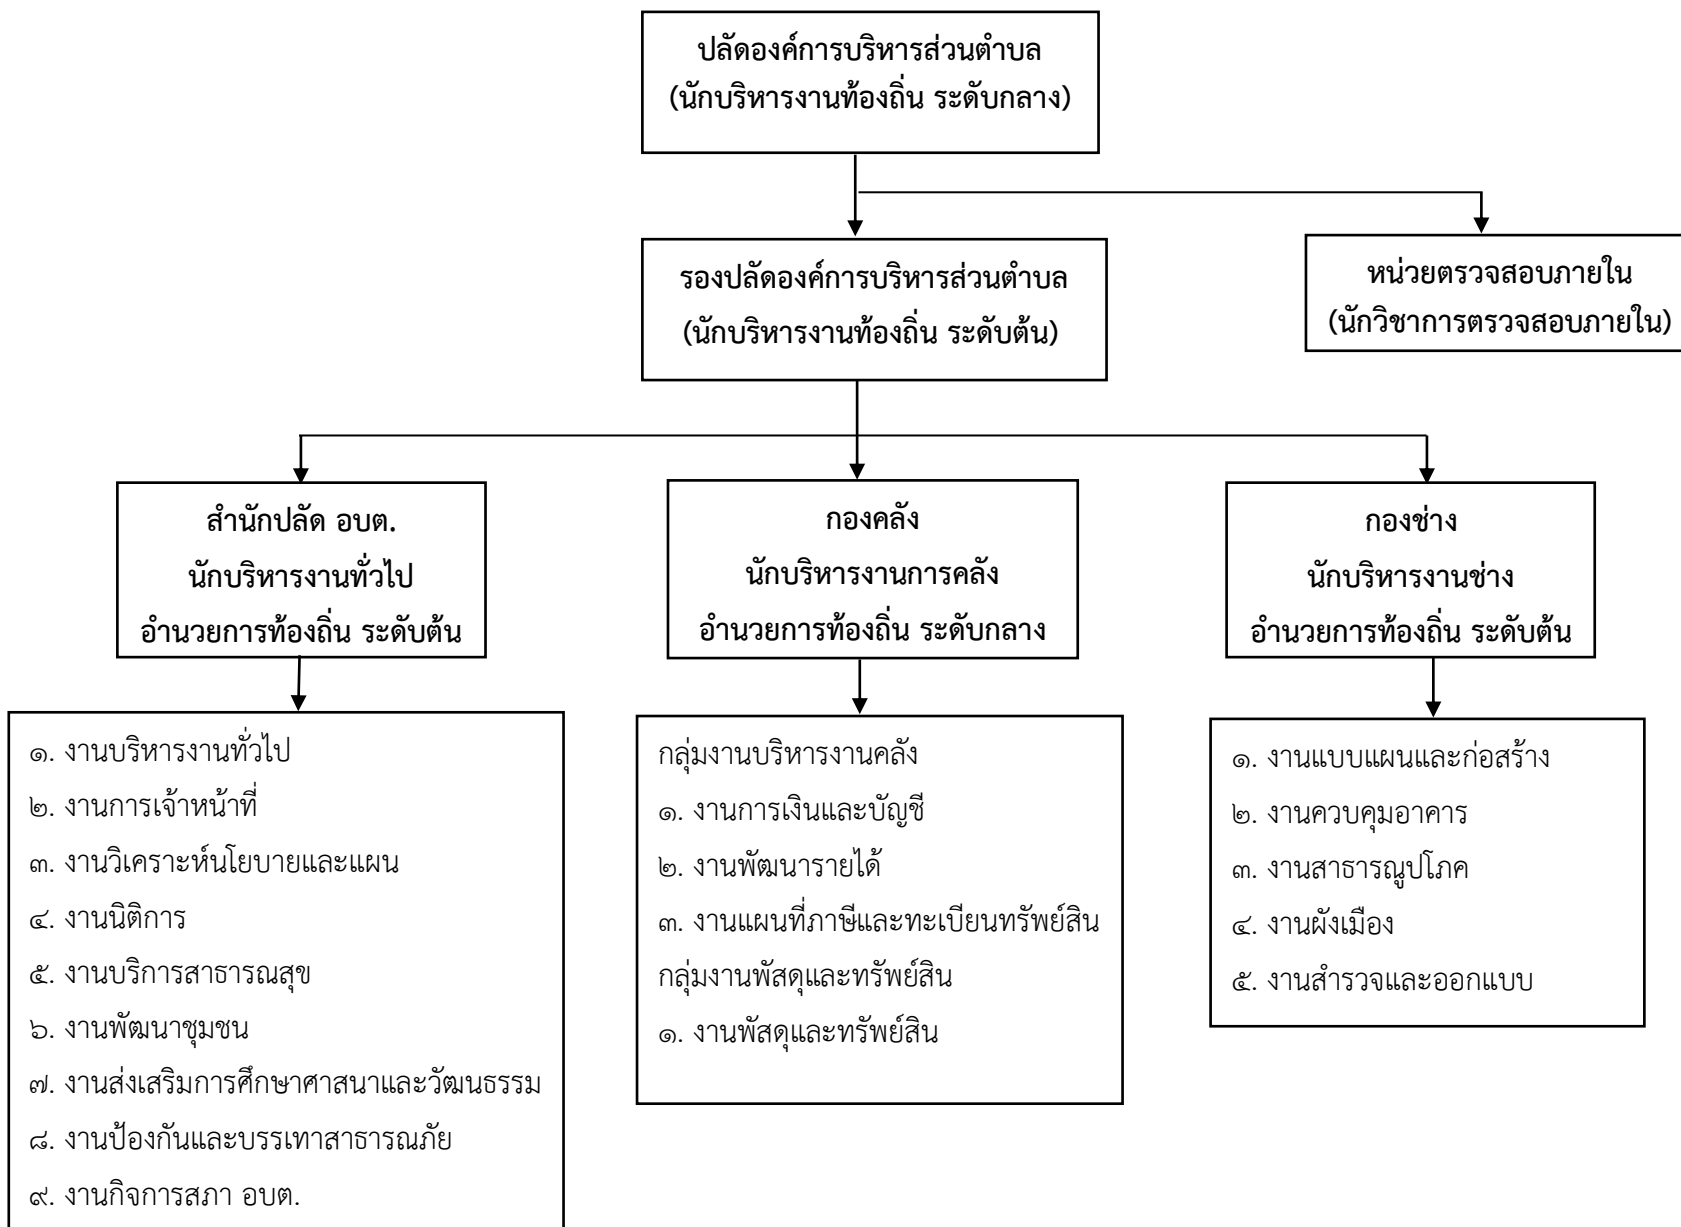 ปลัดองค์การบริหารส่วนตำบล
(นักบริหารงานท้องถิ่น ระดับกลาง)
รองปลัดองค์การบริหารส่วนตำบล
(นักบริหารงานท้องถิ่น ระดับต้น)
หน่วยตรวจสอบภายใน
(นักวิชาการตรวจสอบภายใน)
สำนักปลัด อบต.
นักบริหารงานทั่วไป
อำนวยการท้องถิ่น ระดับต้น
กองคลัง
นักบริหารงานการคลัง
อำนวยการท้องถิ่น ระดับกลาง
กองช่าง
นักบริหารงานช่าง
อำนวยการท้องถิ่น ระดับต้น
๑. งานบริหารงานทั่วไป
๒. งานการเจ้าหน้าที่
๓. งานวิเคราะห์นโยบายและแผน
๔. งานนิติการ
๕. งานบริการสาธารณสุข
๖. งานพัฒนาชุมชน
๗. งานส่งเสริมการศึกษาศาสนาและวัฒนธรรม
๘. งานป้องกันและบรรเทาสาธารณภัย
๙. งานกิจการสภา อบต.
กลุ่มงานบริหารงานคลัง
๑. งานการเงินและบัญชี
๒. งานพัฒนารายได้
๓. งานแผนที่ภาษีและทะเบียนทรัพย์สิน
กลุ่มงานพัสดุและทรัพย์สิน
๑. งานพัสดุและทรัพย์สิน
๑. งานแบบแผนและก่อสร้าง
๒. งานควบคุมอาคาร
๓. งานสาธารณูปโภค
๔. งานผังเมือง
๕. งานสำรวจและออกแบบ